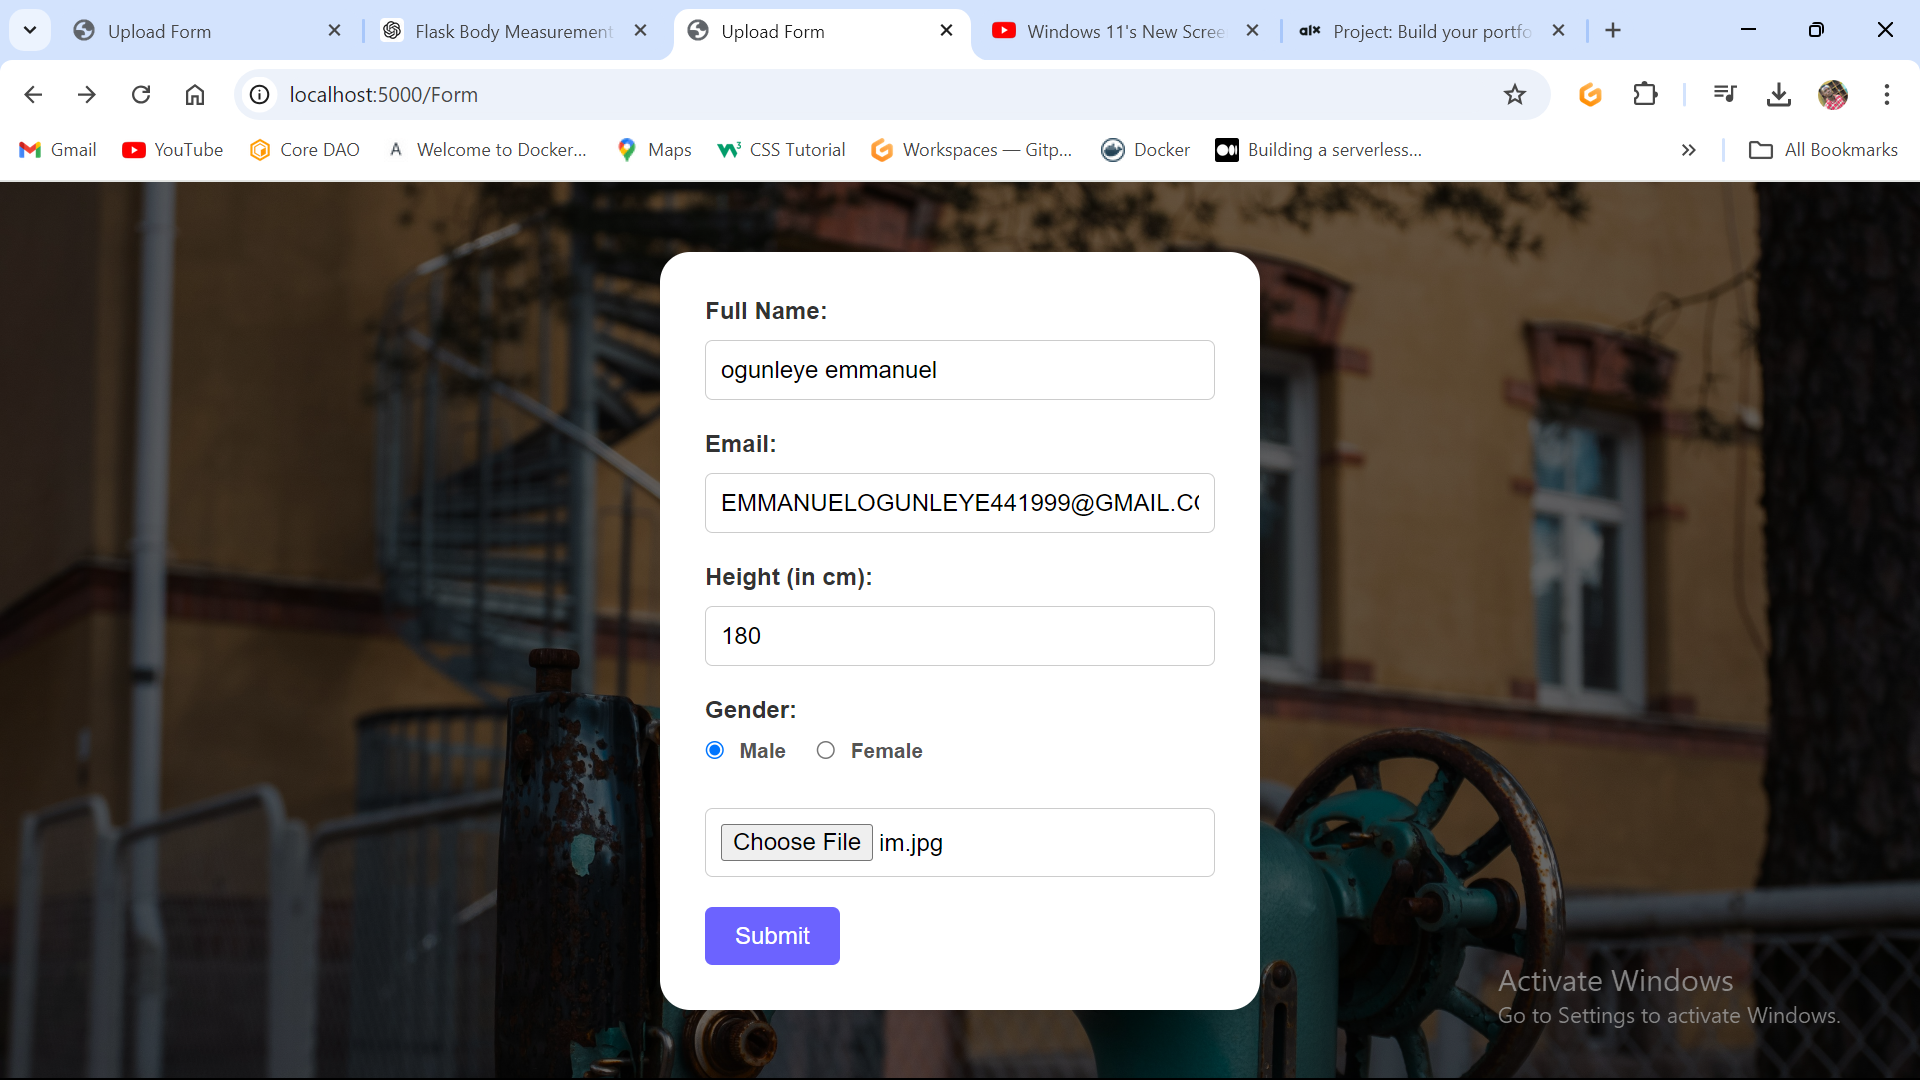 Upload Form
Flask Body Measurement
Upload Form
Windows 11's New Scree
alx Project: Build your portfo
localhost:5000/Form
Gmail
YouTube
Core DAO
A Welcome to Docker...
Maps
CSS Tutorial
Workspaces — Gitp...
Docker
Building a serverless...
All Bookmarks
Full Name:
ogunleye emmanuel
Email:
EMMANUELOGUNLEYE441999@GMAIL.CO
Height (in cm):
180
Gender:
Male Female
Choose File im.jpg
Submit
Activate Windows
Go to Settings to activate Windows.